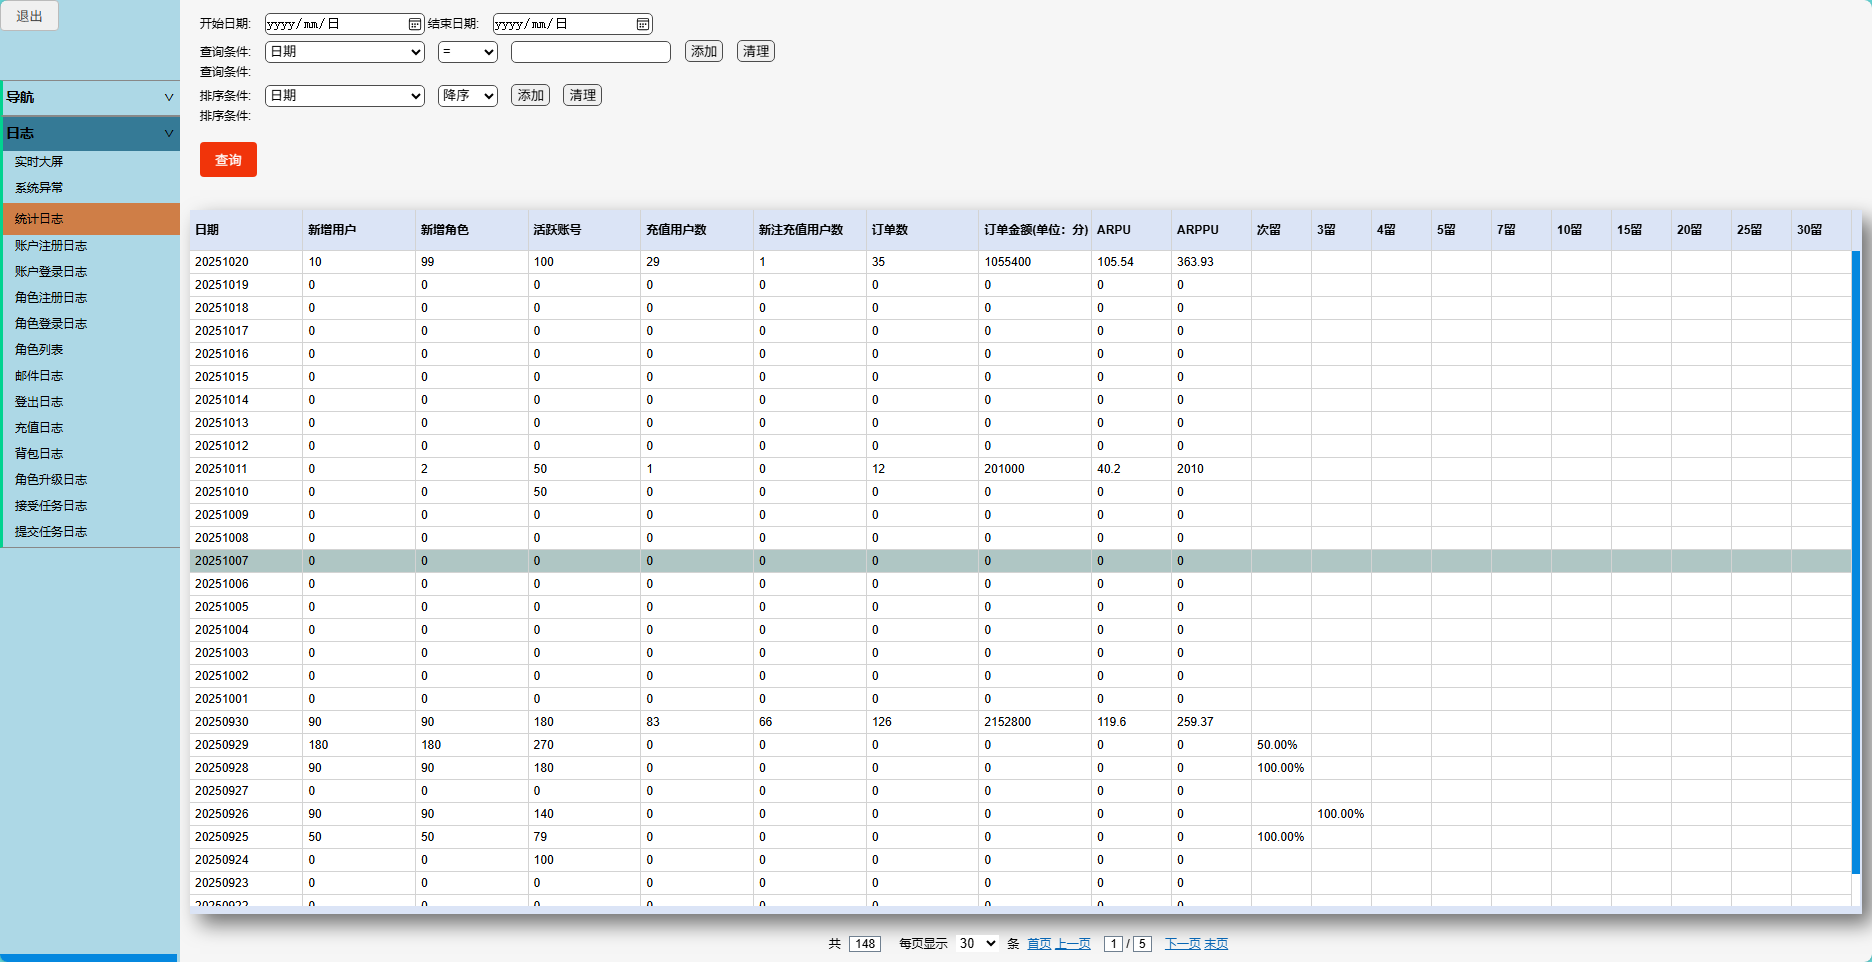 退出
导航 V
日志 V
实时大屏
系统异常
统计日志
账户注册日志
账户登录日志
角色注册日志
角色登录日志
角色列表
邮件日志
登出日志
充值日志
背包日志
角色升级日志
接受任务日志
提交任务日志
开始日期: yyyy/mm/日 结束日期: yyyy/mm/日
查询条件: 日期 = 添加 清理
查询条件:
排序条件: 日期 降序 添加 清理
排序条件:
查询
日期 新增用户 新增角色 活跃账号 充值用户数 新注充值用户数 订单数 订单金额(单位：分) ARPU ARPPU 次留 3留 4留 5留 7留 10留 15留 20留 25留 30留
20251020 10 99 100 29 1 35 1055400 105.54 363.93
20251019 0 0 0 0 0 0 0 0 0
20251018 0 0 0 0 0 0 0 0 0
20251017 0 0 0 0 0 0 0 0 0
20251016 0 0 0 0 0 0 0 0 0
20251015 0 0 0 0 0 0 0 0 0
20251014 0 0 0 0 0 0 0 0 0
20251013 0 0 0 0 0 0 0 0 0
20251012 0 0 0 0 0 0 0 0 0
20251011 0 2 50 1 0 12 201000 40.2 2010
20251010 0 0 50 0 0 0 0 0 0
20251009 0 0 0 0 0 0 0 0 0
20251008 0 0 0 0 0 0 0 0 0
20251007 0 0 0 0 0 0 0 0 0
20251006 0 0 0 0 0 0 0 0 0
20251005 0 0 0 0 0 0 0 0 0
20251004 0 0 0 0 0 0 0 0 0
20251003 0 0 0 0 0 0 0 0 0
20251002 0 0 0 0 0 0 0 0 0
20251001 0 0 0 0 0 0 0 0 0
20250930 90 90 180 83 66 126 2152800 119.6 259.37
20250929 180 180 270 0 0 0 0 0 0 50.00%
20250928 90 90 180 0 0 0 0 0 0 100.00%
20250927 0 0 0 0 0 0 0 0 0
20250926 90 90 140 0 0 0 0 0 0 100.00%
20250925 50 50 79 0 0 0 0 0 0 100.00%
20250924 0 0 100 0 0 0 0 0 0
20250923 0 0 0 0 0 0 0 0 0
20250922 0 0 0 0 0 0 0 0 0
共 148 每页显示 30 条 首页 上一页 1 / 5 下一页 末页